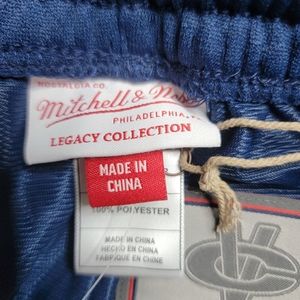 NOSTALGIA CO.
Mitchell & Ness
PHILADELPHIA
LEGACY COLLECTION
MADE IN
CHINA
100% POLYESTER
MADE IN CHINA
HECHO EN CHINA
FABRIQUÉ EN CHINE
VC